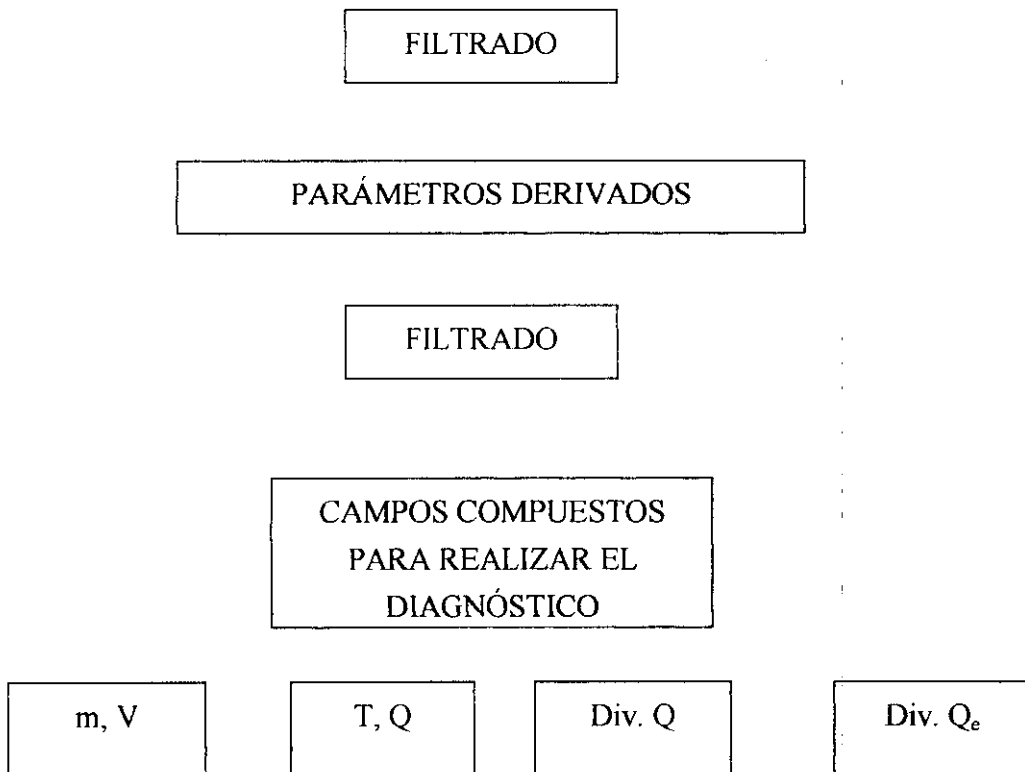 FILTRADO
PARÁMETROS DERIVADOS
FILTRADO
CAMPOS COMPUESTOS
PARA REALIZAR EL
DIAGNÓSTICO
m, V
T, Q
Div. Q
Div. Qₑ